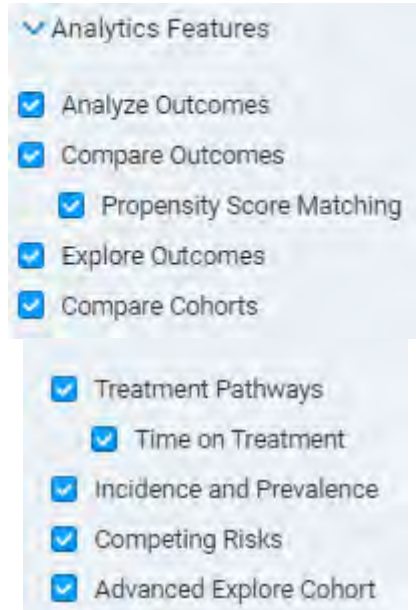 Analytics Features
Analyze Outcomes
Compare Outcomes
Propensity Score Matching
Explore Outcomes
Compare Cohorts
Treatment Pathways
Time on Treatment
Incidence and Prevalence
Competing Risks
Advanced Explore Cohort